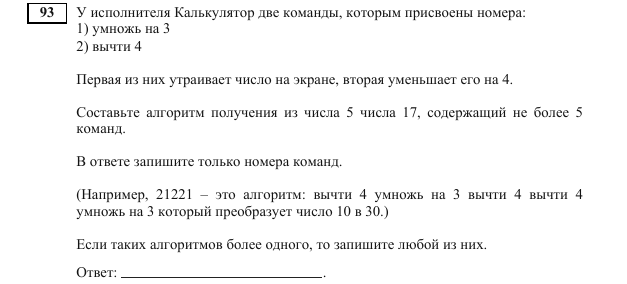 93 У исполнителя Калькулятор две команды, которым присвоены номера:
1) умножь на 3
2) вычти 4
Первая из них утраивает число на экране, вторая уменьшает его на 4.
Составьте алгоритм получения из числа 5 числа 17, содержащий не более 5
команд.
В ответе запишите только номера команд.
(Например, 21221 – это алгоритм: вычти 4 умножь на 3 вычти 4 вычти 4
умножь на 3 который преобразует число 10 в 30.)
Если таких алгоритмов более одного, то запишите любой из них.
Ответ: ______________________________.